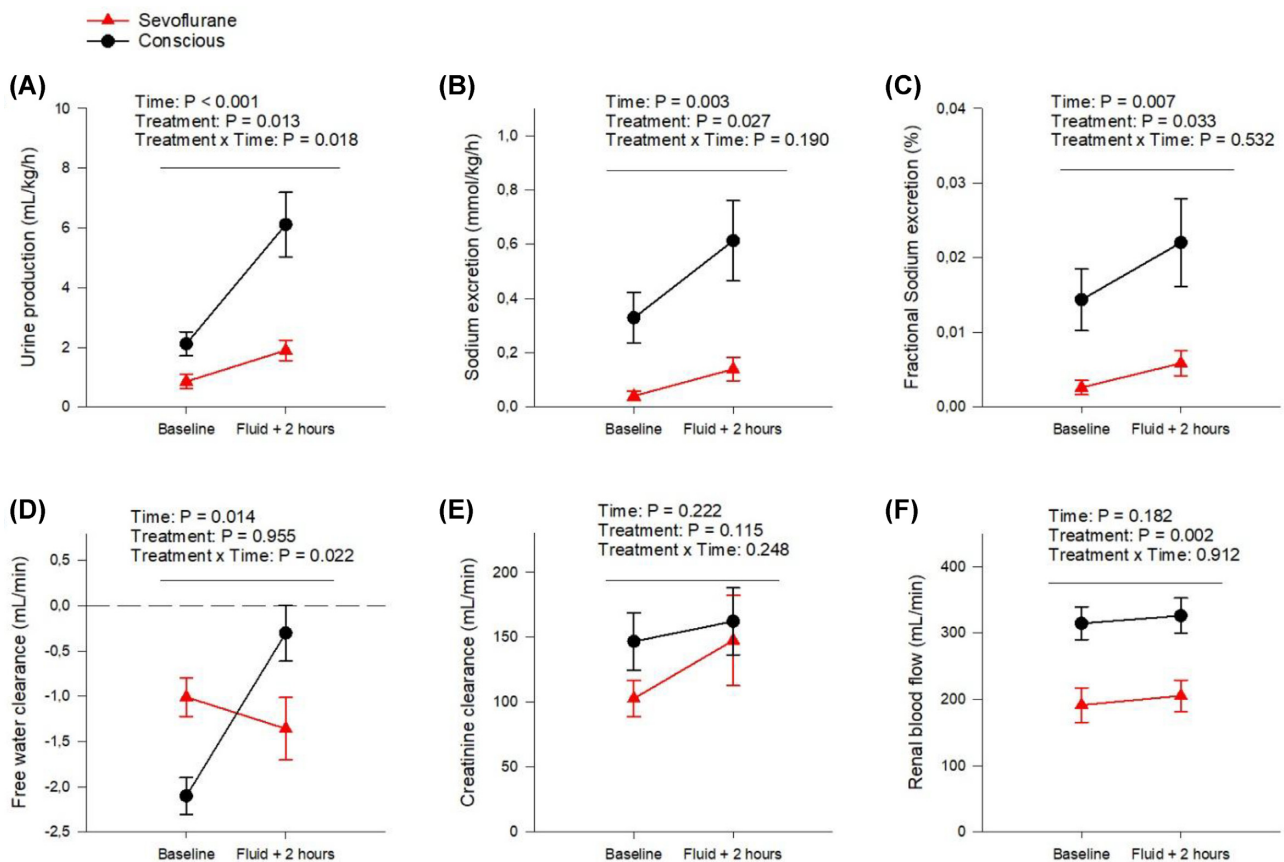 Sevoflurane
Conscious
(A)
Time: P < 0.001
Treatment: P = 0.013
Treatment x Time: P = 0.018
Urine production (mL/kg/h)
10
8
6
4
2
0
Baseline
Fluid + 2 hours
(B)
Time: P = 0.003
Treatment: P = 0.027
Treatment x Time: P = 0.190
Sodium excretion (mmol/kg/h)
1,0
0,8
0,6
0,4
0,2
0,0
Baseline
Fluid + 2 hours
(C)
Time: P = 0.007
Treatment: P = 0.033
Treatment x Time: P = 0.532
Fractional Sodium excretion (%)
0,04
0,03
0,02
0,01
0,00
Baseline
Fluid + 2 hours
(D)
Time: P = 0.014
Treatment: P = 0.955
Treatment x Time: P = 0.022
Free water clearance (mL/min)
0,5
0,0
-0,5
-1,0
-1,5
-2,0
-2,5
Baseline
Fluid + 2 hours
(E)
Time: P = 0.222
Treatment: P = 0.115
Treatment x Time: 0.248
Creatinine clearance (mL/min)
200
150
100
50
0
Baseline
Fluid + 2 hours
(F)
Time: P = 0.182
Treatment: P = 0.002
Treatment x Time: 0.912
Renal blood flow (mL/min)
400
300
200
100
0
Baseline
Fluid + 2 hours